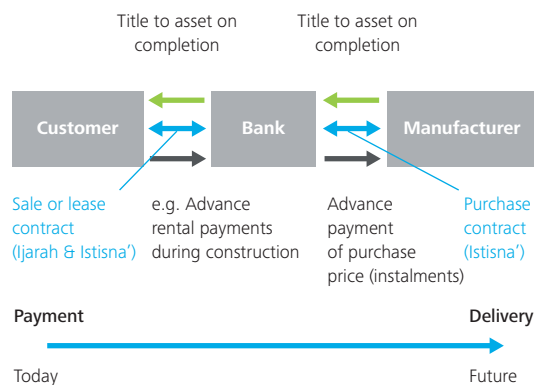 Title to asset on
completion
Title to asset on
completion
Customer
Bank
Manufacturer
Sale or lease
contract
(Ijarah & Istisna’)
e.g. Advance
rental payments
during construction
Advance
payment
of purchase
price (instalments)
Purchase
contract
(Istisna’)
Payment
Delivery
Today
Future